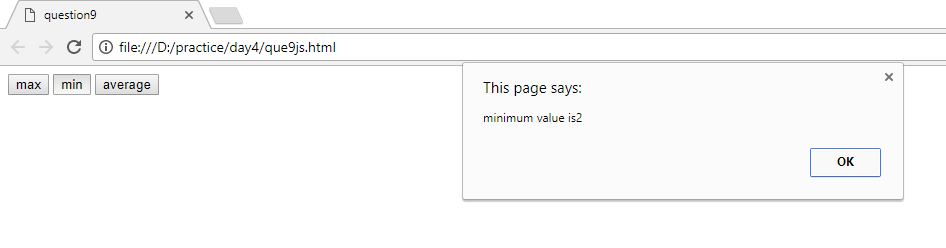 question9
file:///D:/practice/day4/que9js.html
max min average
This page says:
minimum value is2
OK